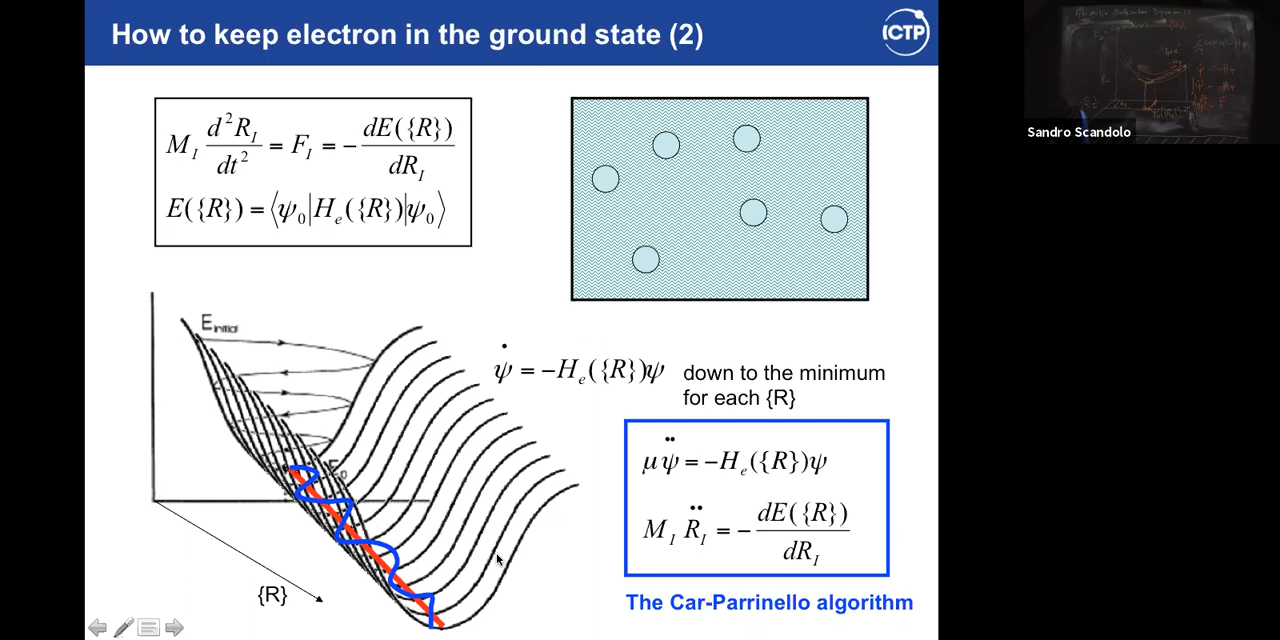 How to keep electron in the ground state (2)
ICTP
Sandro Scandolo
M_I d²R_I/dt² = F_I = −dE({R})/dR_I
E({R}) = ⟨ψ₀|H_e({R})|ψ₀⟩
E_initial
ψ̇ = −H_e({R})ψ
down to the minimum
for each {R}
E₀
μψ̈ = −H_e({R})ψ
M_I R̈_I = −dE({R})/dR_I
{R}
The Car-Parrinello algorithm